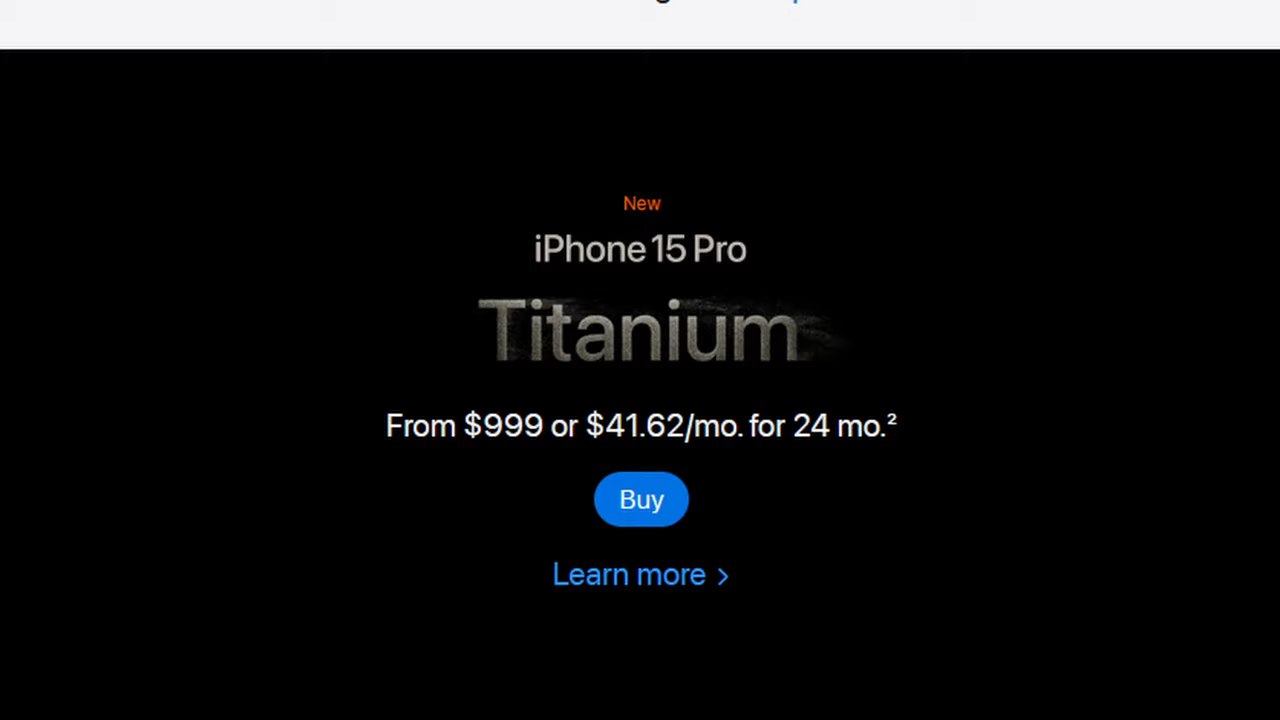 New
iPhone 15 Pro
Titanium
From $999 or $41.62/mo. for 24 mo.²
Buy
Learn more >